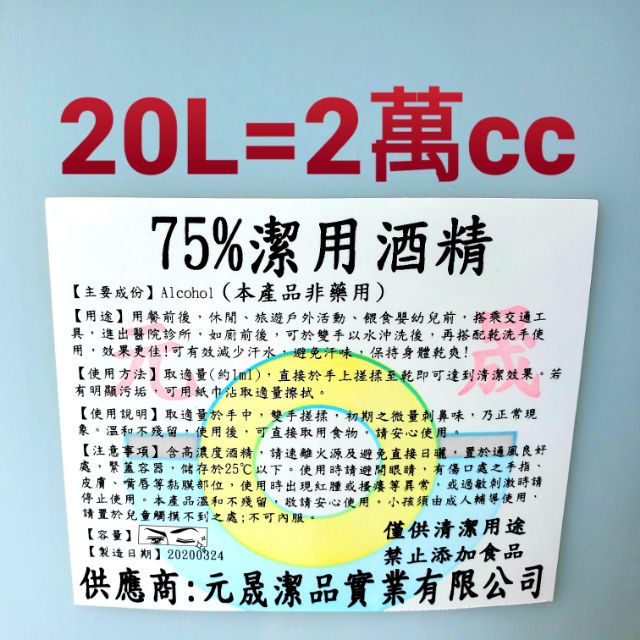 20L=2萬cc
75%潔用酒精
【主要成份】Alcohol(本產品非藥用)
【用途】用餐前後,休閒、旅遊戶外活動、餵食嬰幼兒前,搭乘交通工
具,進出醫院診所,如廁前後,可於雙手以水沖洗後,再搭配乾洗手使
用,效果更佳!可有效減少汗水,避免汗味,保持身體乾爽!
元晟
【使用方法】取適量(約1ml),直接於手上搓揉至乾即可達到清潔效果。若
有明顯污垢,可用紙巾沾取適量擦拭。
【使用說明】取適量於手中,雙手搓揉,初期之微量刺鼻味,乃正常現
象。溫和不殘留,使用後,可直接取用食物,請安心使用。
【注意事項】含高濃度酒精,請遠離火源及避免直接日曬,置於通風良好
處,緊蓋容器,儲存於25℃以下。使用時請避開眼睛,有傷口處之手指、
皮膚、嘴唇等黏膜部位,使用時出現紅腫或搔癢等異常,或過敏刺激時請
停止使用。本產品溫和不殘留,敬請安心使用。小孩須由成人輔導使用,
請置於兒童觸摸不到之處;不可內服。
【容量】
僅供清潔用途
【製造日期】20200324
禁止添加食品
供應商:元晟潔品實業有限公司